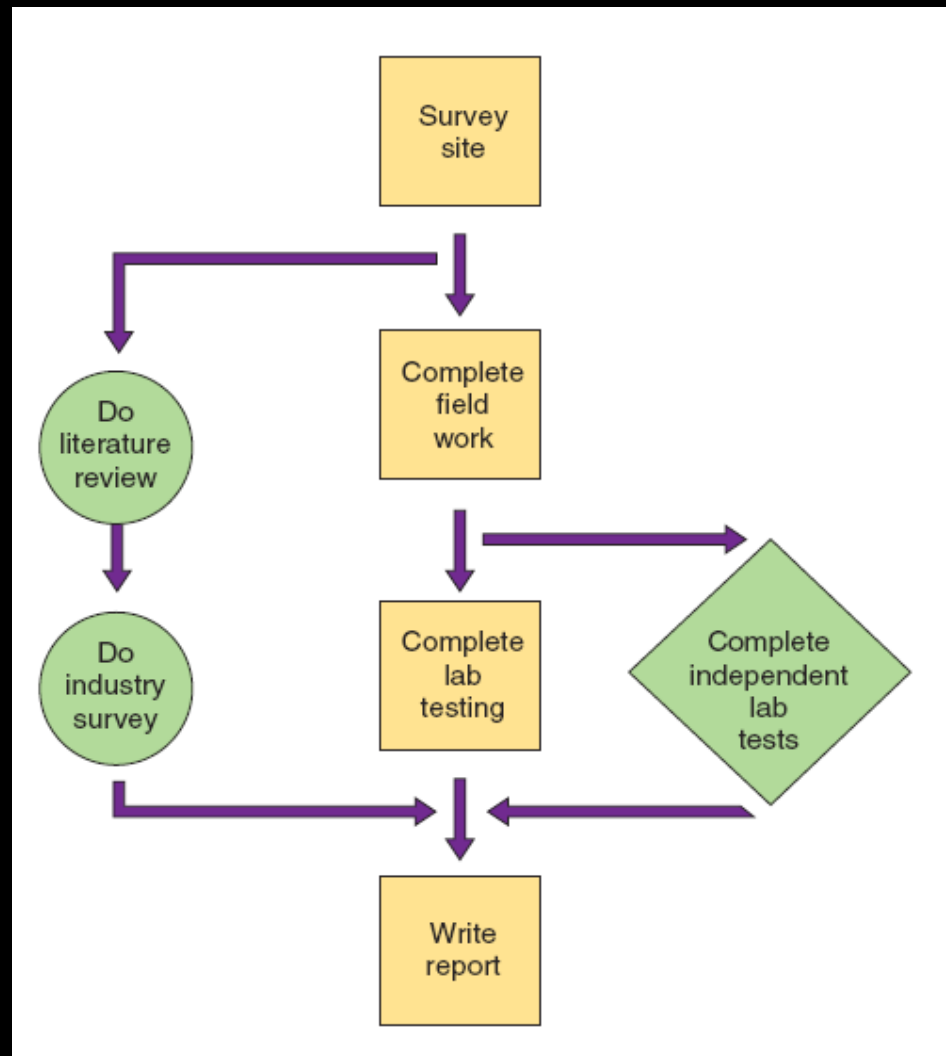 Survey
site
Complete
field
work
Do
literature
review
Do
industry
survey
Complete
lab
testing
Complete
independent
lab
tests
Write
report